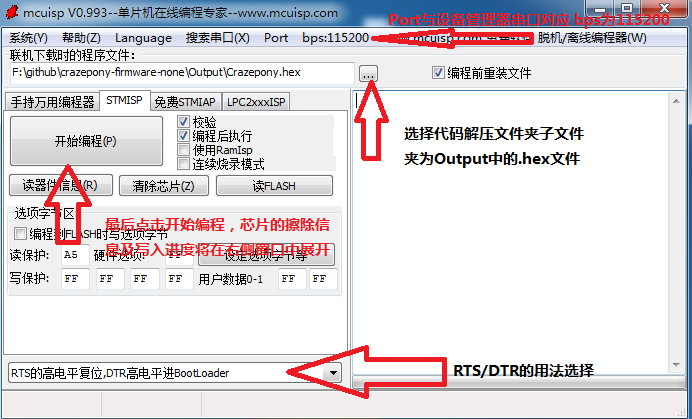 mcuisp V0.993--单片机在线编程专家--www.mcuisp.com
Port与设备管理器串口对应 bps为115200
系统(Y) 帮助(Z) Language 搜索串口(X) Port bps:115200 mcuisp.com 脱机/离线编程器(W)
联机下载时的程序文件:
F:\github\crazepony-firmware-none\Output\Crazepony.hex ... 编程前重装文件
手持万用编程器 STMISP 免费STMIAP LPC2xxxISP
开始编程(P)
校验
编程后执行
使用RamIsp
连续烧录模式
选择代码解压文件夹子文件
夹为Output中的.hex文件
读器件信息(R) 清除芯片(Z) 读FLASH
选项字节区
编程到FLASH时写选项字节
最后点击开始编程，芯片的擦除信
息及写入进度将在右侧窗口中展开
读保护: A5 硬件选项: FF 设定选项字节等
写保护: FF FF FF FF 用户数据0-1 FF FF
RTS的高电平复位,DTR高电平进BootLoader
RTS/DTR的用法选择